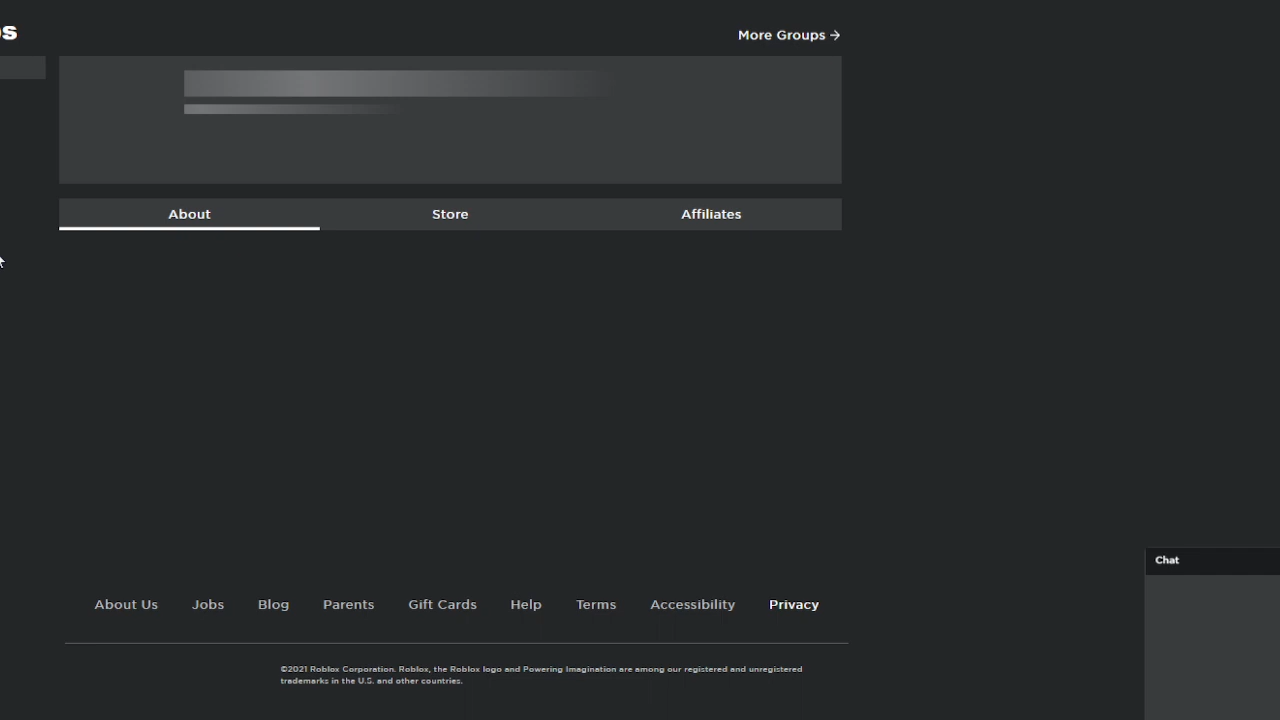 More Groups →
About Store Affiliates
Chat
About Us Jobs Blog Parents Gift Cards Help Terms Accessibility Privacy
©2021 Roblox Corporation. Roblox, the Roblox logo and Powering Imagination are among our registered and unregistered
trademarks in the U.S. and other countries.